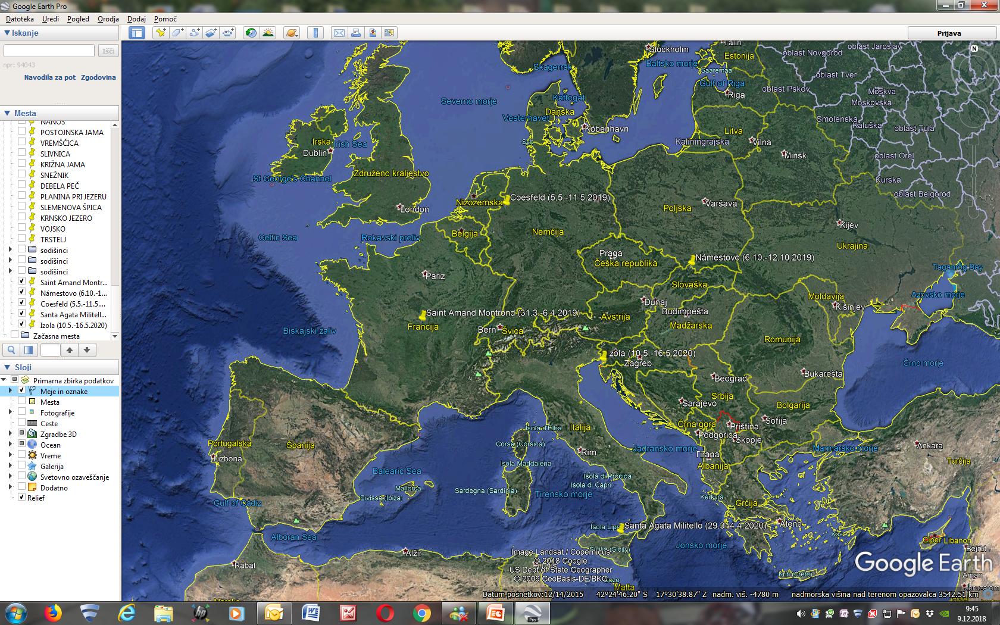 Google Earth Pro
Datoteka Uredi Pogled Orodja Dodaj Pomoč
Iskanje
Išči
npr: 94043
Navodila za pot Zgodovina
Mesta
NANOS
POSTOJNSKA JAMA
VREMŠČICA
SLIVNICA
KRIŽNA JAMA
SNEŽNIK
DEBELA PEČ
PLANINA PRI JEZERU
SLEMENOVA ŠPICA
KRNSKO JEZERO
VOJSKO
TRSTELJ
sodišinci
sodišinci
sodišinci
Saint Amand Montr...
Námestovo (6.10.-1...
Coesfeld (5.5.-11.5....
Santa Agata Militell...
Izola (10.5.-16.5.2020)
Začasna mesta
Sloji
Primarna zbirka podatkov
Meje in oznake
Mesta
Fotografije
Ceste
Zgradbe 3D
Ocean
Vreme
Galerija
Svetovno ozaveščanje
Dodatno
Relief
Prijava
N
Stockholm
Talin
oblast Jaroslav
Estonija
oblast Novgorod
Skagerrak
Baltsko morje
Saaremaa
oblast Tver
Gulf of Riga
oblast Pskov
Riga
Moskva
Kattegat
Severno morje
Moskovska
Danska
Vesterhavet
Smolenska
Kaluška
oblast Tula
København
Litva
Irska
Irish Sea
Sylt
Kaliningrajska
Vilna
Dublin
Minsk
oblast Orel
Združeno kraljestvo
St George's Channel
Kurska
oblast Belgorod
Coesfeld (5.5.-11.5.2019)
Nizozemska
London
Poljska
Varšava
Kijev
Belgija
Nemčija
Celtic Sea
Rokavski preliv
Ukrajina
Praga
Námestovo (6.10.-12.10.2019)
Češka republika
Taganrog Bay
Pariz
Slovaška
Moldavija
Azovsko morje
Dunaj
Kišinjev
Saint Amand Montrond (31.3.-6.4.2019)
Budimpešta
Avstrija
Francija
Bern
Švica
Madžarska
Biskajski zaliv
Romunija
Izola (10.5.-16.5.2020)
Zagreb
Črno morje
Beograd
Bukarešta
Srbija
Sarajevo
Bolgarija
Sofija
Črna gora
Priština
Isola d'Elba
Italija
Podgorica
Skopje
Portugalska
Španija
Corse (Corsica)
Jadransko morje
Marmarsko morje
Ankara
Lizbona
Rim
Tirana
Turčija
Isola Maddalena
Albanija
Balearic Sea
Isola di Procida
Isola di Capri
Mallorca
Sardegna (Sardinia)
Tirensko morje
Eivissa (Ibiza)
Kerkyra
Gulf of Cádiz
Grčija
Atene
Isola Lipa
Santa Agata Militello (29.3.-4.4.2020)
Alboran Sea
Kos
Ciper
Libanon
Jonsko morje
Sicilia (Sicily)
Bejrut
Alžir
Rabat
Image Landsat / Copernicus
© 2018 Google
US Dept of State Geographer
© 2009 GeoBasis-DE/BKG
Gozo
Malta
Kriti (Crete)
Google Earth
Aman
Jeruzalem
Maroko
Izrael
Datum posnetkov:12/14/2015 42°24'46.20" S 17°30'38.87" Z nadm. viš. -4780 m nadmorska višina nad terenom opazovalca 3542.51 km
Pro
9:45
9.12.2018